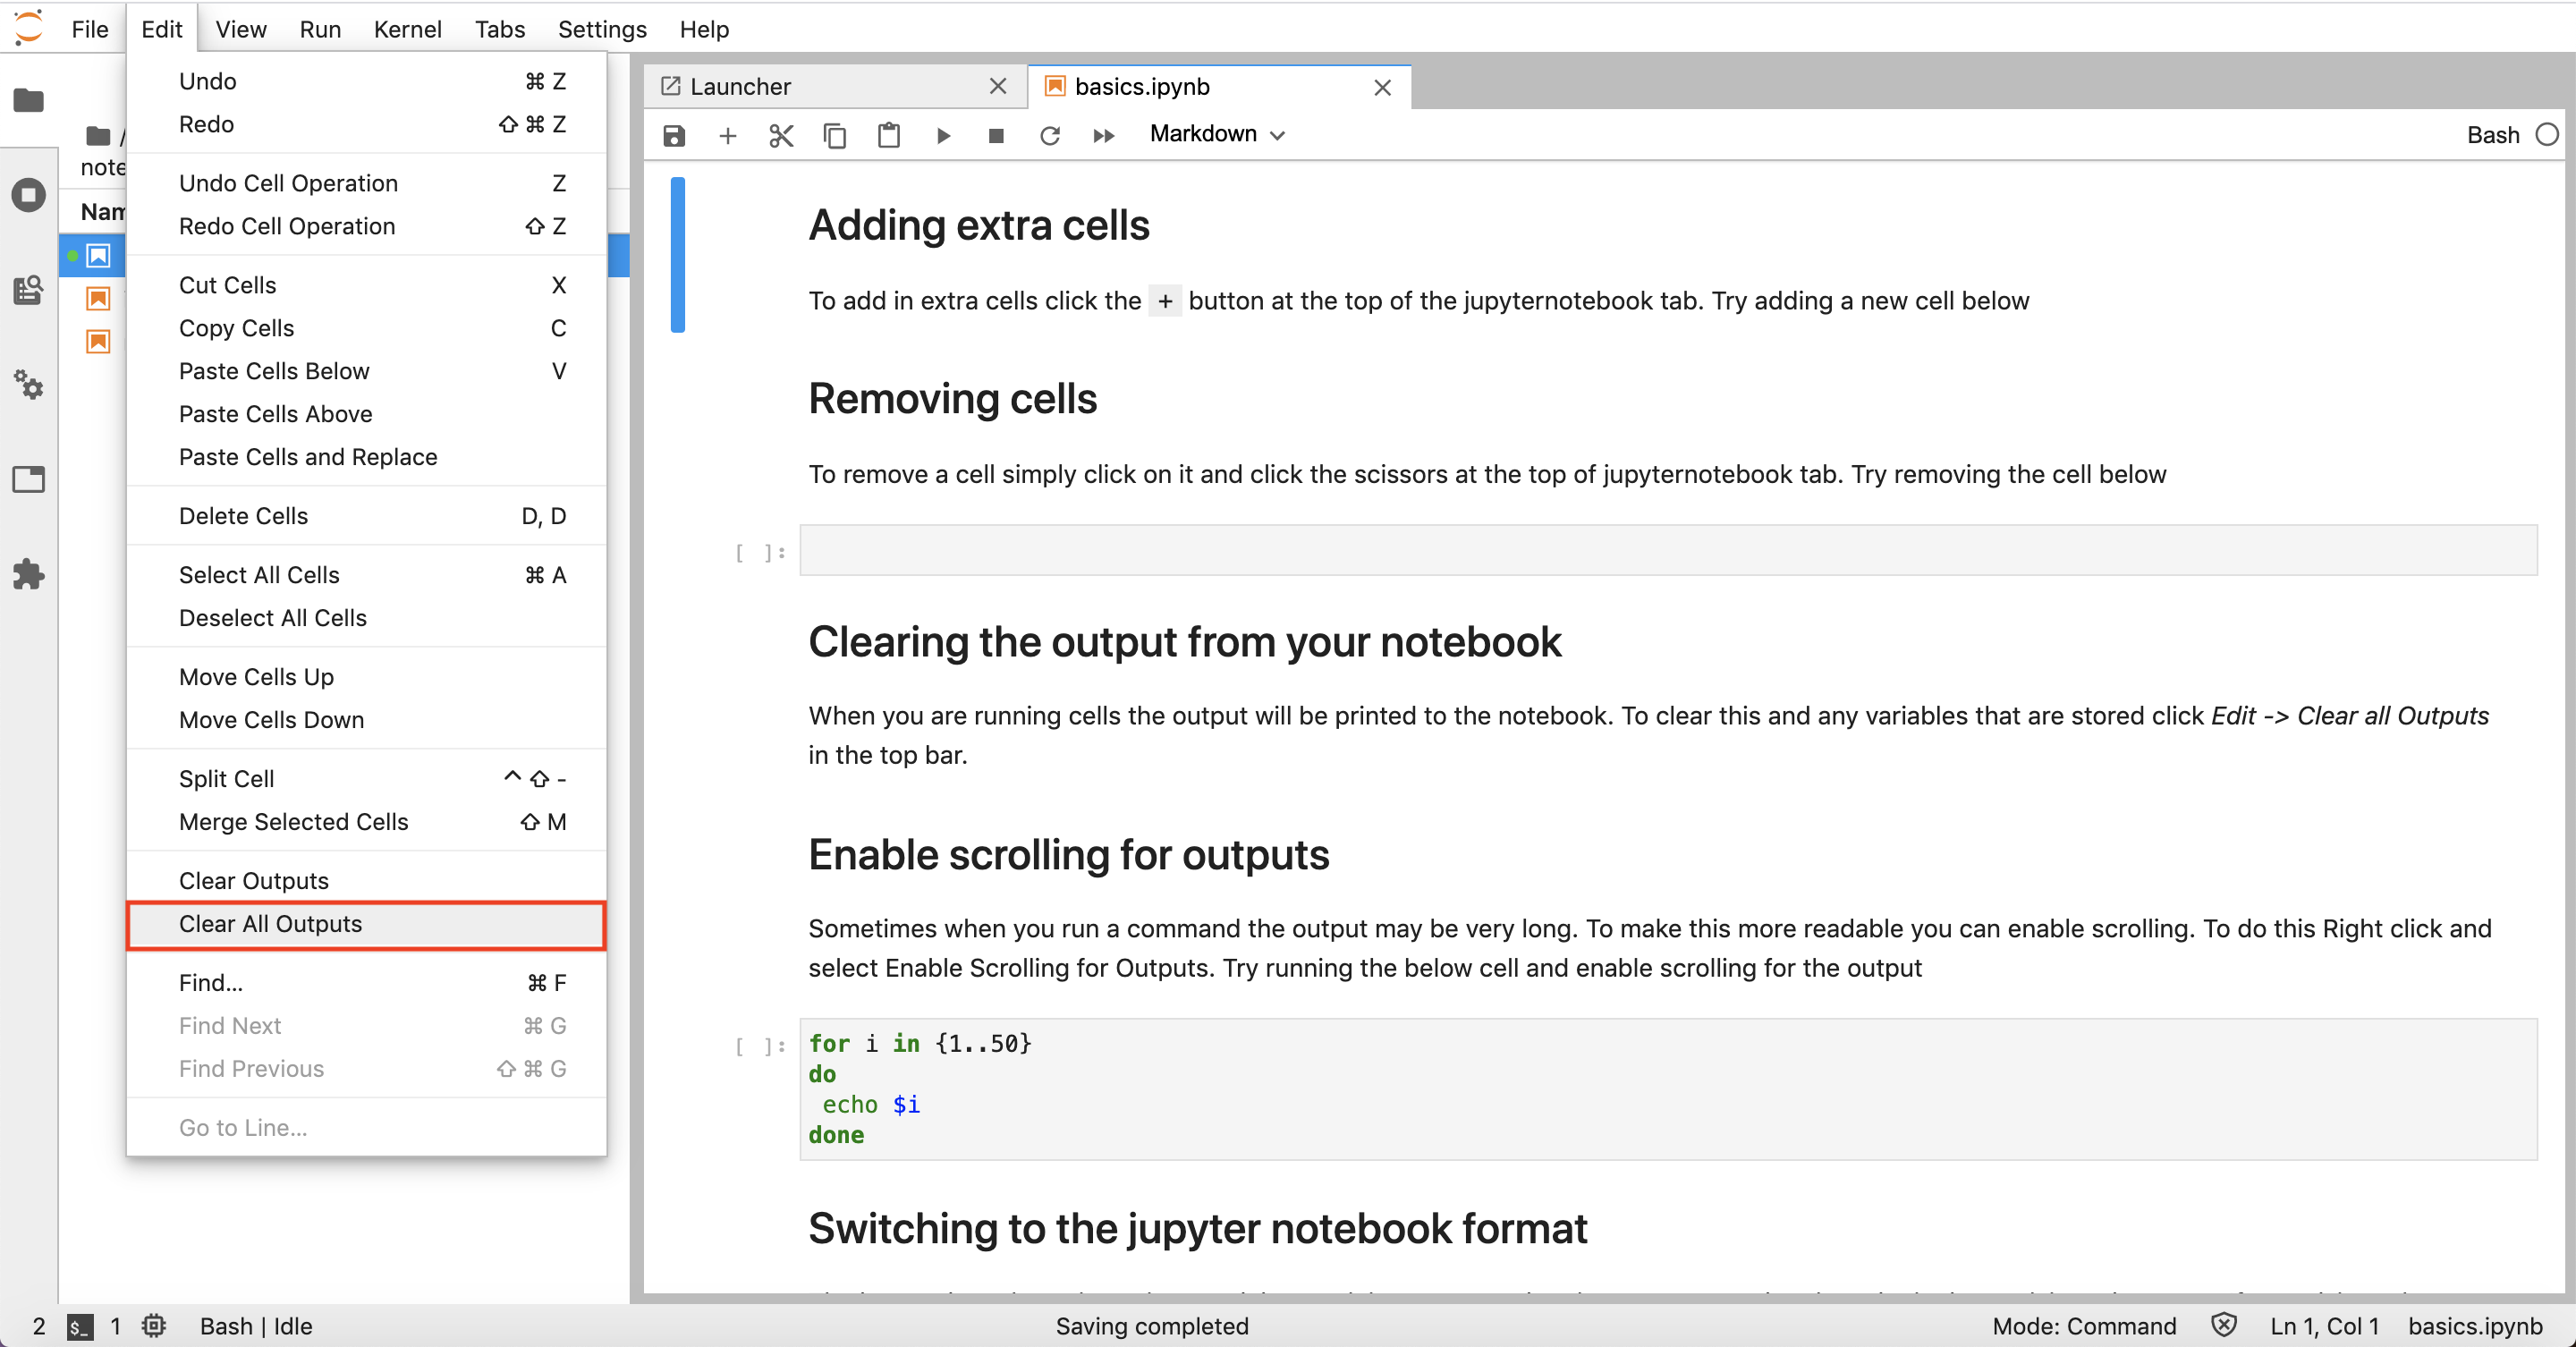 File Edit View Run Kernel Tabs Settings Help
Undo ⌘ Z
Redo ⇧ ⌘ Z
Undo Cell Operation Z
Redo Cell Operation ⇧ Z
Cut Cells X
Copy Cells C
Paste Cells Below V
Paste Cells Above
Paste Cells and Replace
Delete Cells D, D
Select All Cells ⌘ A
Deselect All Cells
Move Cells Up
Move Cells Down
Split Cell ^ ⇧ -
Merge Selected Cells ⇧ M
Clear Outputs
Clear All Outputs
Find... ⌘ F
Find Next ⌘ G
Find Previous ⇧ ⌘ G
Go to Line...
/
note
Nam
Launcher
basics.ipynb
Markdown
Bash
Adding extra cells
To add in extra cells click the + button at the top of the jupyternotebook tab. Try adding a new cell below
Removing cells
To remove a cell simply click on it and click the scissors at the top of jupyternotebook tab. Try removing the cell below
[ ]:
Clearing the output from your notebook
When you are running cells the output will be printed to the notebook. To clear this and any variables that are stored click Edit -> Clear all Outputs
in the top bar.
Enable scrolling for outputs
Sometimes when you run a command the output may be very long. To make this more readable you can enable scrolling. To do this Right click and
select Enable Scrolling for Outputs. Try running the below cell and enable scrolling for the output
[ ]: for i in {1..50}
do
echo $i
done
Switching to the jupyter notebook format
2 $_ 1 Bash | Idle Saving completed Mode: Command Ln 1, Col 1 basics.ipynb